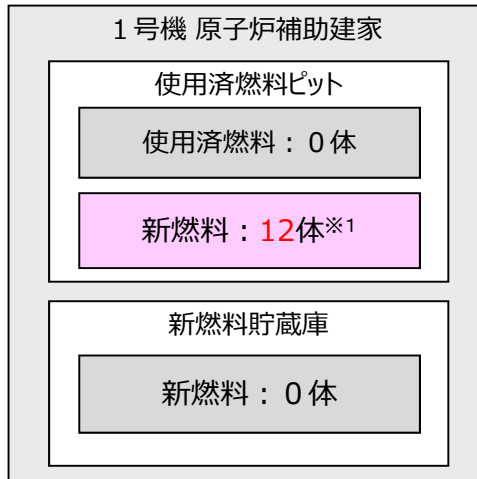 １号機 原子炉補助建家
使用済燃料ピット
使用済燃料：０体
新燃料：12体※1
新燃料貯蔵庫
新燃料：０体